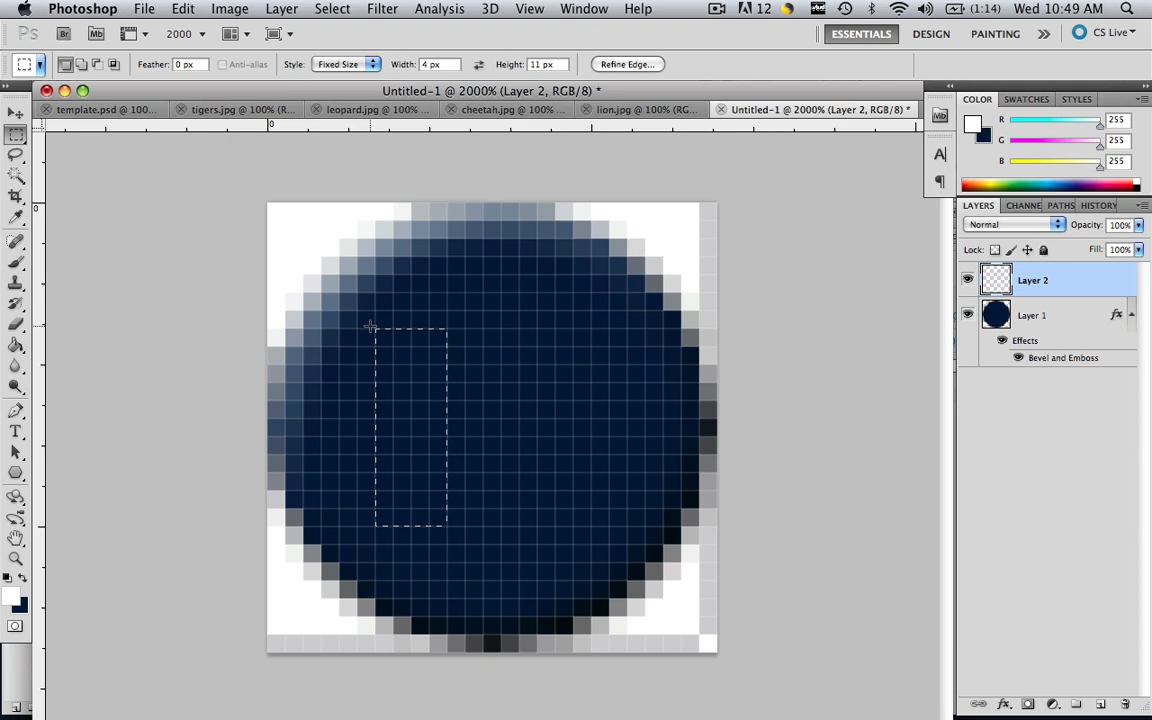 Photoshop File Edit Image Layer Select Filter Analysis 3D View Window Help 12 (1:14) Wed 10:49 AM
Ps Br Mb 2000 ESSENTIALS DESIGN PAINTING CS Live
Feather: 0 px Anti-alias Style: Fixed Size Width: 4 px Height: 11 px Refine Edge...
Untitled-1 @ 2000% (Layer 2, RGB/8) *
template.psd @ 100... tigers.jpg @ 100% (R... leopard.jpg @ 100% ... cheetah.jpg @ 100% ... lion.jpg @ 100% (RG... Untitled-1 @ 2000% (Layer 2, RGB/8) *
0
0
Mb
A
COLOR SWATCHES STYLES
R 255
G 255
B 255
LAYERS CHANNE PATHS HISTORY
Normal Opacity: 100%
Lock: Fill: 100%
Layer 2
Layer 1 fx
Effects
Bevel and Emboss
T
fx